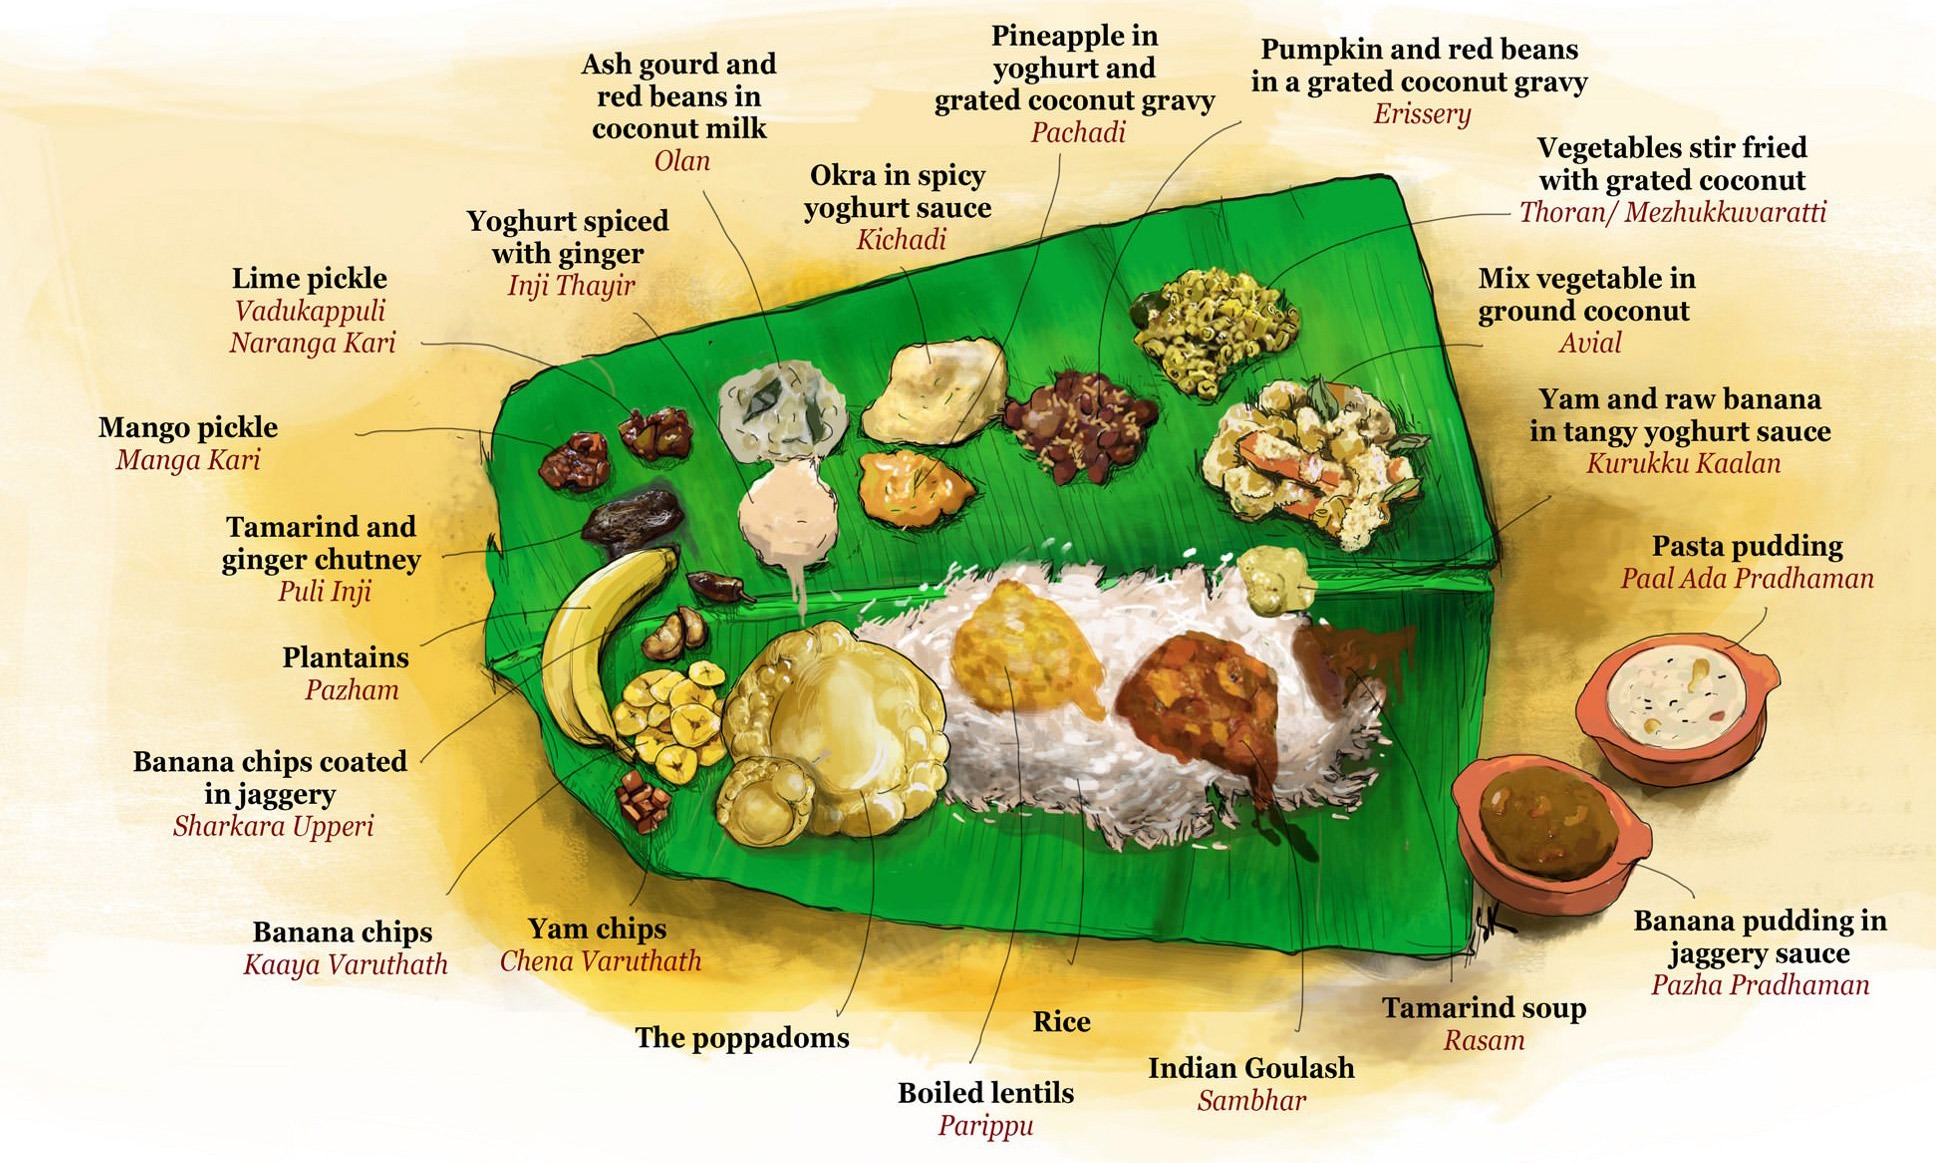 Pineapple in
yoghurt and
grated coconut gravy
Pachadi
Pumpkin and red beans
in a grated coconut gravy
Erissery
Ash gourd and
red beans in
coconut milk
Olan
Okra in spicy
yoghurt sauce
Kichadi
Vegetables stir fried
with grated coconut
Thoran/ Mezhukkuvaratti
Yoghurt spiced
with ginger
Inji Thayir
Lime pickle
Vadukappuli
Naranga Kari
Mix vegetable in
ground coconut
Avial
Mango pickle
Manga Kari
Yam and raw banana
in tangy yoghurt sauce
Kurukku Kaalan
Tamarind and
ginger chutney
Puli Inji
Pasta pudding
Paal Ada Pradhaman
Plantains
Pazham
Banana chips coated
in jaggery
Sharkara Upperi
Banana chips
Kaaya Varuthath
Yam chips
Chena Varuthath
SK
Banana pudding in
jaggery sauce
Pazha Pradhaman
The poppadoms
Rice
Tamarind soup
Rasam
Boiled lentils
Parippu
Indian Goulash
Sambhar